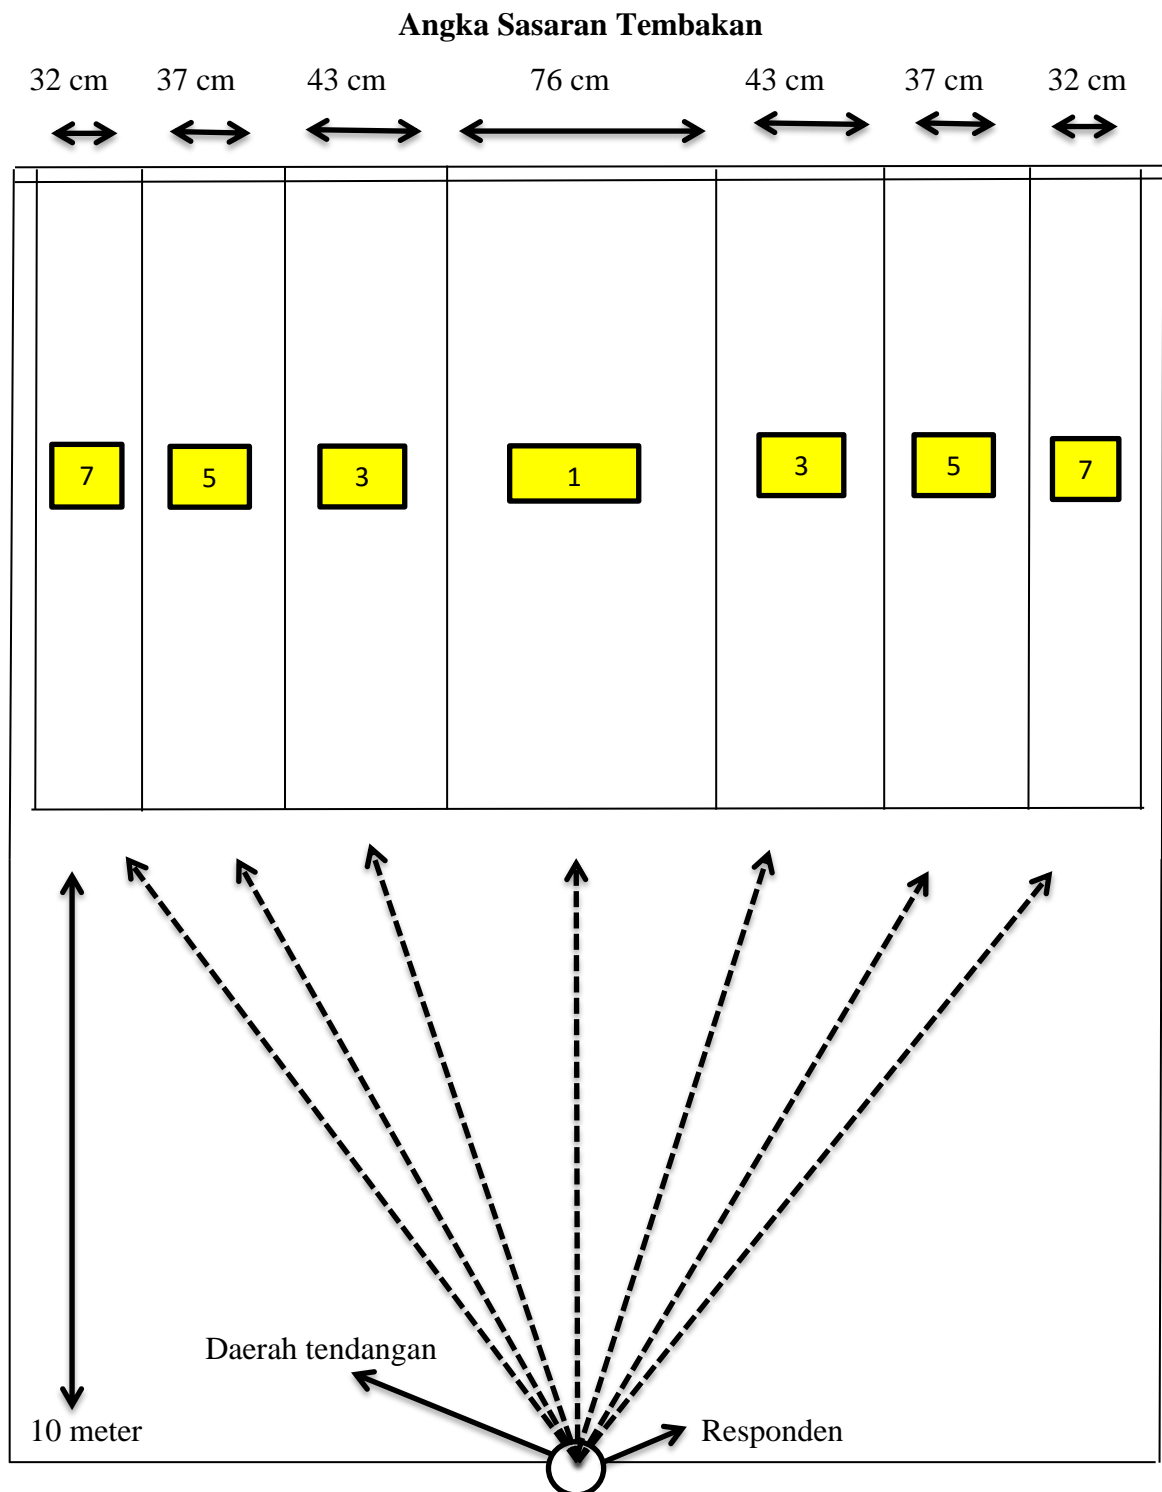 Angka Sasaran Tembakan
32 cm 37 cm 43 cm 76 cm 43 cm 37 cm 32 cm
7 5 3 1 3 5 7
Daerah tendangan
10 meter Responden